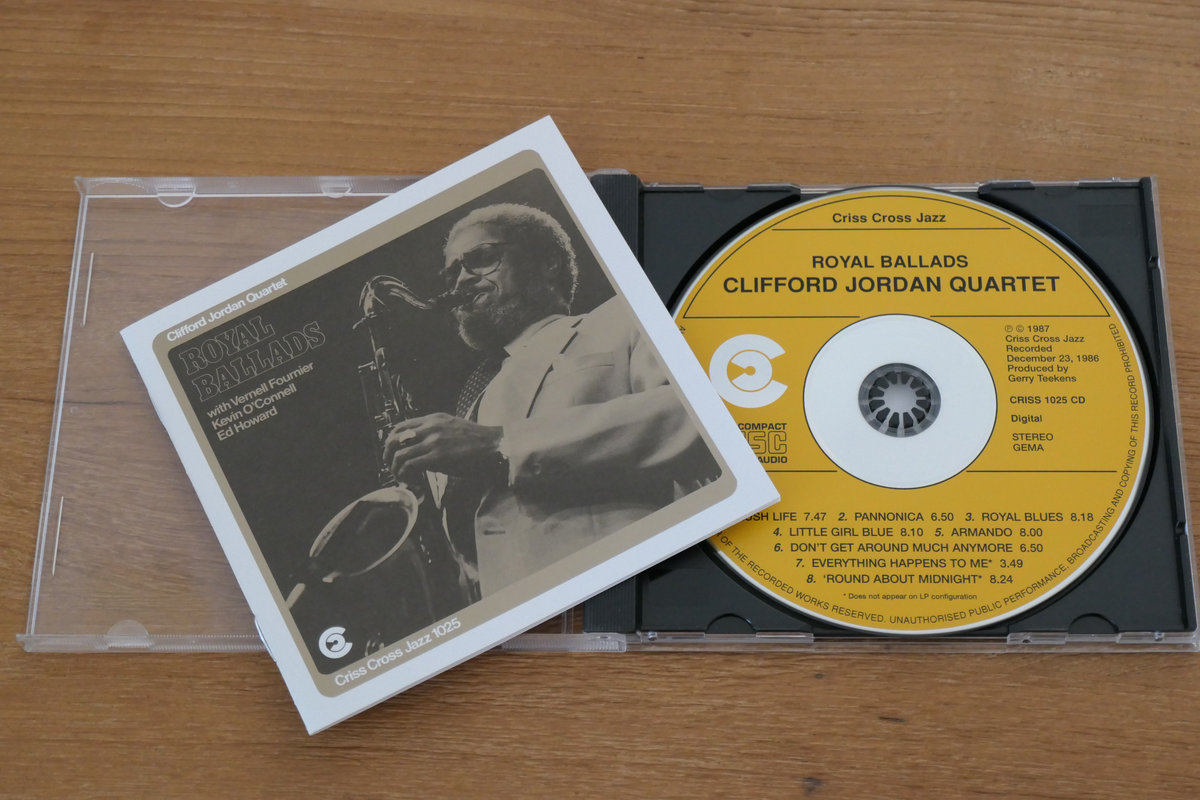 Clifford Jordan Quartet
ROYAL
BALLADS
with Vernell Fournier
Kevin O'Connell
Ed Howard
Criss Cross Jazz 1025
Criss Cross Jazz
ROYAL BALLADS
CLIFFORD JORDAN QUARTET
℗ © 1987
Criss Cross Jazz
Recorded
December 23, 1986
Produced by
Gerry Teekens
CRISS 1025 CD
Digital
STEREO
GEMA
COMPACT
AUDIO
LIFE 7.47 2. PANNONICA 6.50 3. ROYAL BLUES 8.18
4. LITTLE GIRL BLUE 8.10 5. ARMANDO 8.00
6. DON'T GET AROUND MUCH ANYMORE 6.50
7. EVERYTHING HAPPENS TO ME* 3.49
8. 'ROUND ABOUT MIDNIGHT* 8.24
* Does not appear on LP configuration
OF THE RECORDED WORKS RESERVED. UNAUTHORISED PUBLIC PERFORMANCE, BROADCASTING AND COPYING OF THIS RECORD PROHIBITED